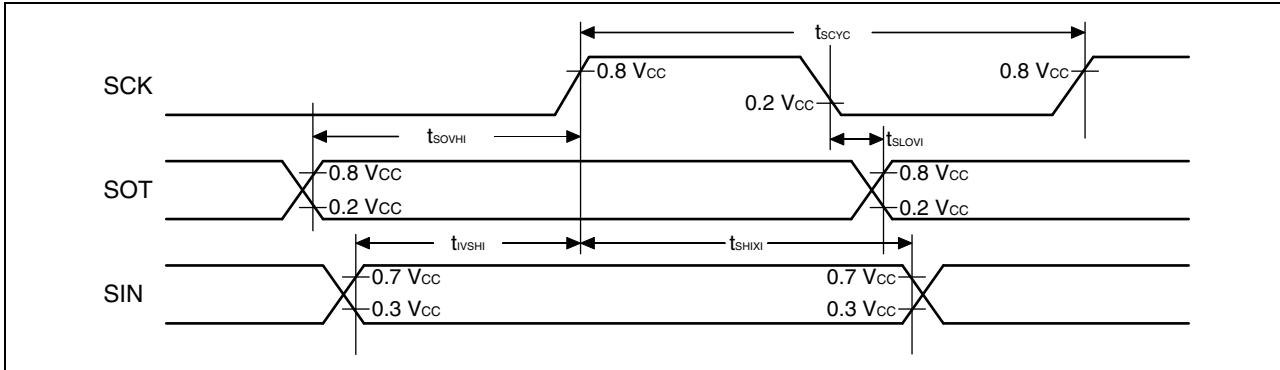 tSCYC
SCK
0.8 VCC
0.8 VCC
0.2 VCC
tSOVHI
tSLOVI
SOT
0.8 VCC
0.8 VCC
0.2 VCC
0.2 VCC
tIVSHI
tSHIXI
SIN
0.7 VCC
0.7 VCC
0.3 VCC
0.3 VCC